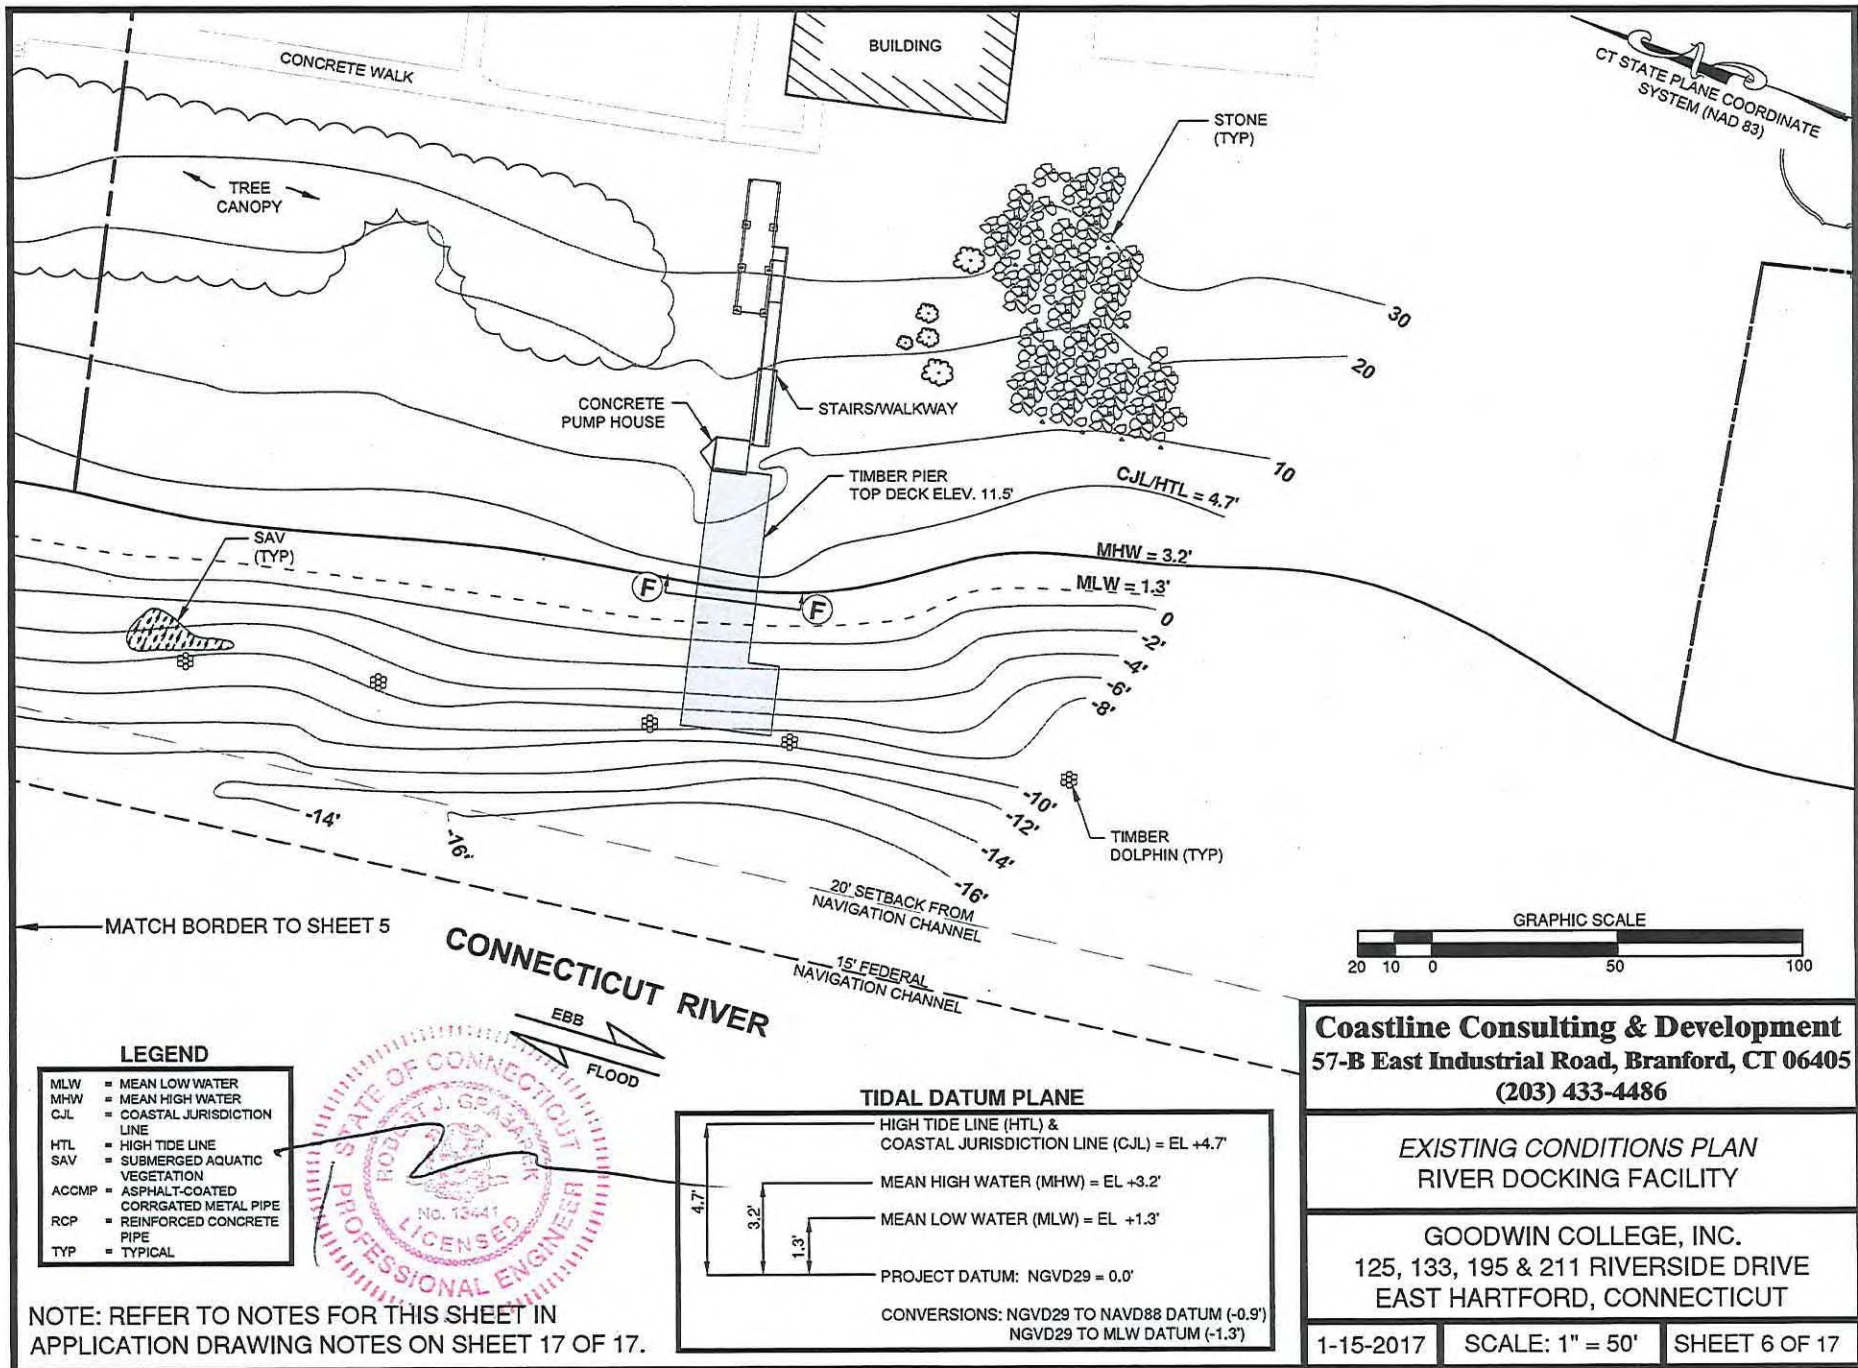 CONCRETE WALK
BUILDING
CT STATE PLANE COORDINATE
SYSTEM (NAD 83)
STONE
(TYP)
TREE
CANOPY
30
20
CONCRETE
PUMP HOUSE
STAIRS/WALKWAY
10
TIMBER PIER
TOP DECK ELEV. 11.5'
CJL/HTL = 4.7'
SAV
(TYP)
MHW = 3.2'
F
F
MLW = 1.3'
0
-2'
-4'
-6'
-8'
-10'
-12'
-14'
-16'
-14'
-16'
TIMBER
DOLPHIN (TYP)
20' SETBACK FROM
NAVIGATION CHANNEL
15' FEDERAL
NAVIGATION CHANNEL
MATCH BORDER TO SHEET 5
CONNECTICUT RIVER
EBB
FLOOD
GRAPHIC SCALE
20 10 0 50 100
LEGEND
MLW = MEAN LOW WATER
MHW = MEAN HIGH WATER
CJL = COASTAL JURISDICTION
LINE
HTL = HIGH TIDE LINE
SAV = SUBMERGED AQUATIC
VEGETATION
ACCMP = ASPHALT-COATED
CORRGATED METAL PIPE
RCP = REINFORCED CONCRETE
PIPE
TYP = TYPICAL
STATE OF CONNECTICUT
ROBERT J.
No. 13441
LICENSED
PROFESSIONAL ENGINEER
TIDAL DATUM PLANE
HIGH TIDE LINE (HTL) &
COASTAL JURISDICTION LINE (CJL) = EL +4.7'
MEAN HIGH WATER (MHW) = EL +3.2'
MEAN LOW WATER (MLW) = EL +1.3'
4.7'
3.2'
1.3'
PROJECT DATUM: NGVD29 = 0.0'
CONVERSIONS: NGVD29 TO NAVD88 DATUM (-0.9')
NGVD29 TO MLW DATUM (-1.3')
NOTE: REFER TO NOTES FOR THIS SHEET IN
APPLICATION DRAWING NOTES ON SHEET 17 OF 17.
Coastline Consulting & Development
57-B East Industrial Road, Branford, CT 06405
(203) 433-4486
EXISTING CONDITIONS PLAN
RIVER DOCKING FACILITY
GOODWIN COLLEGE, INC.
125, 133, 195 & 211 RIVERSIDE DRIVE
EAST HARTFORD, CONNECTICUT
1-15-2017
SCALE: 1" = 50'
SHEET 6 OF 17